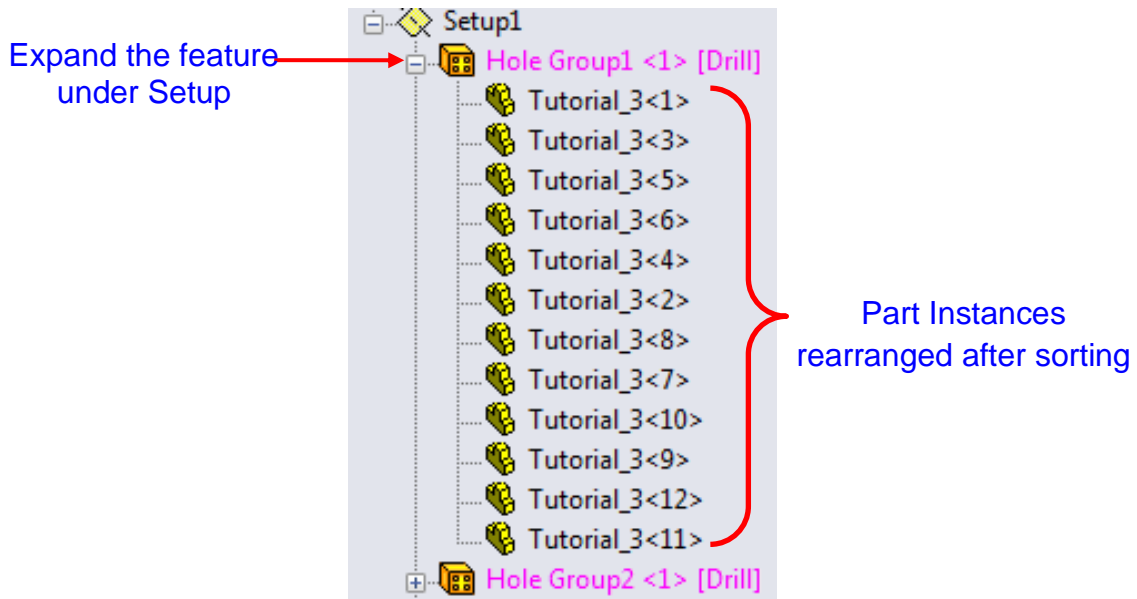 Setup1
Expand the feature
under Setup
Hole Group1 <1> [Drill]
Tutorial_3<1>
Tutorial_3<3>
Tutorial_3<5>
Tutorial_3<6>
Tutorial_3<4>
Tutorial_3<2>
Tutorial_3<8>
Tutorial_3<7>
Tutorial_3<10>
Tutorial_3<9>
Tutorial_3<12>
Tutorial_3<11>
Part Instances
rearranged after sorting
Hole Group2 <1> [Drill]